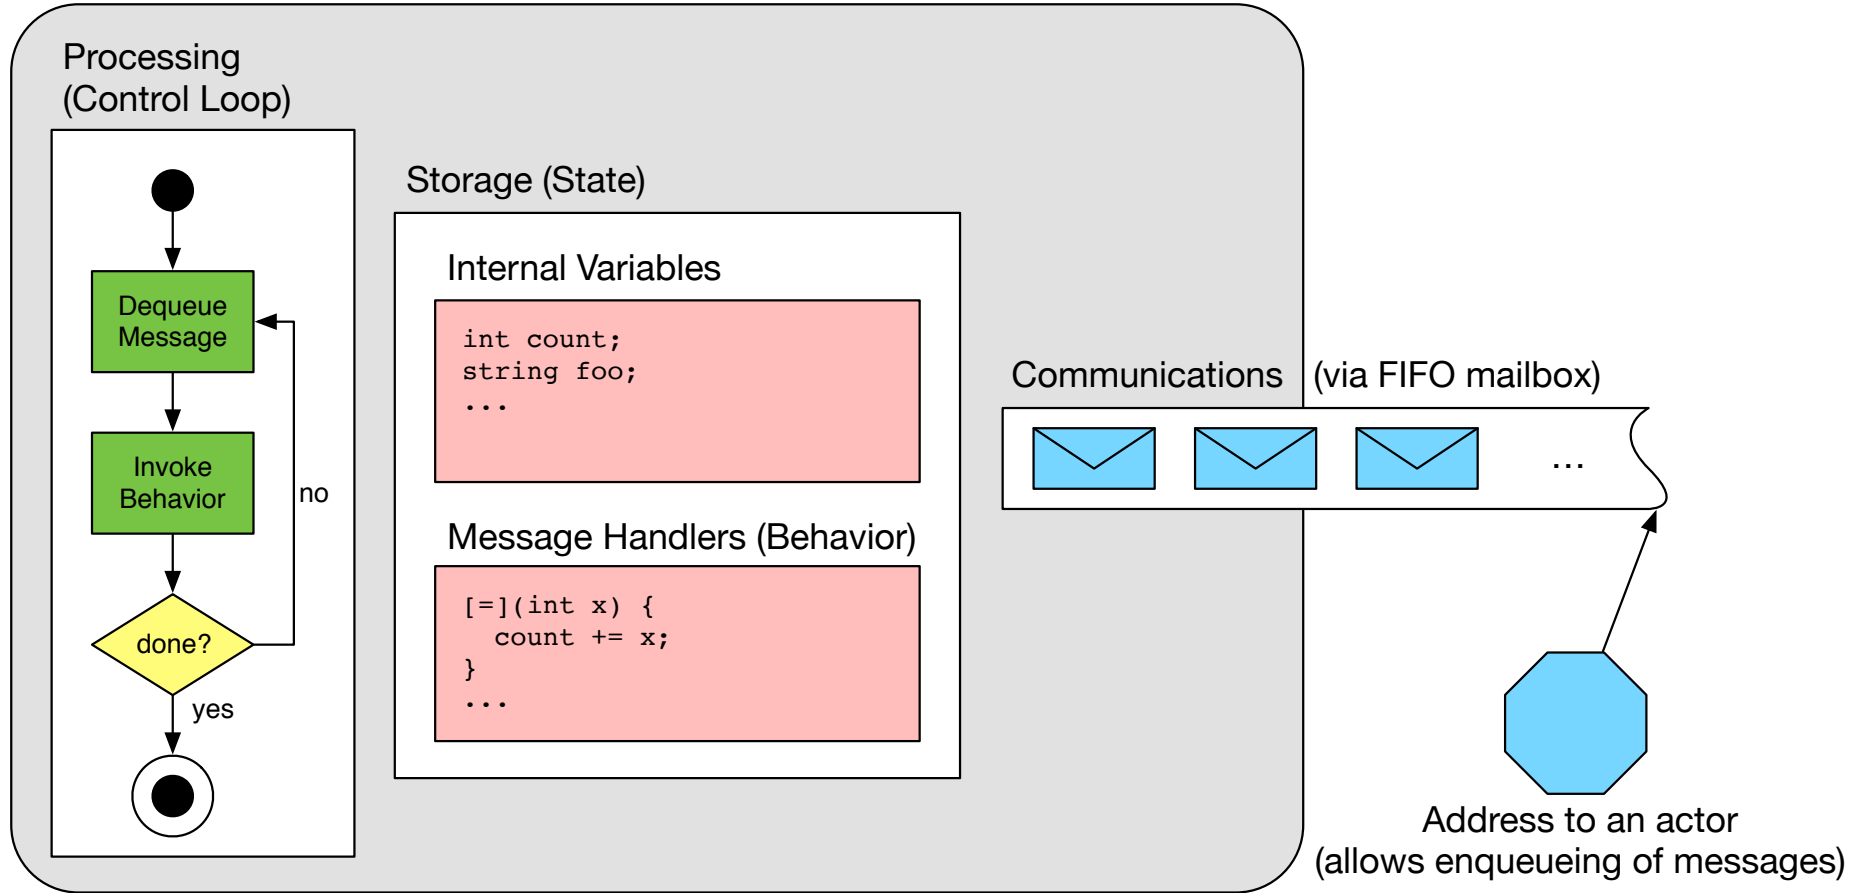 Processing
(Control Loop)
Dequeue
Message
Invoke
Behavior
no
done?
yes
Storage (State)
Internal Variables
int count;
string foo;
...
Message Handlers (Behavior)
[=](int x) {
  count += x;
}
...
Communications (via FIFO mailbox)
...
Address to an actor
(allows enqueueing of messages)